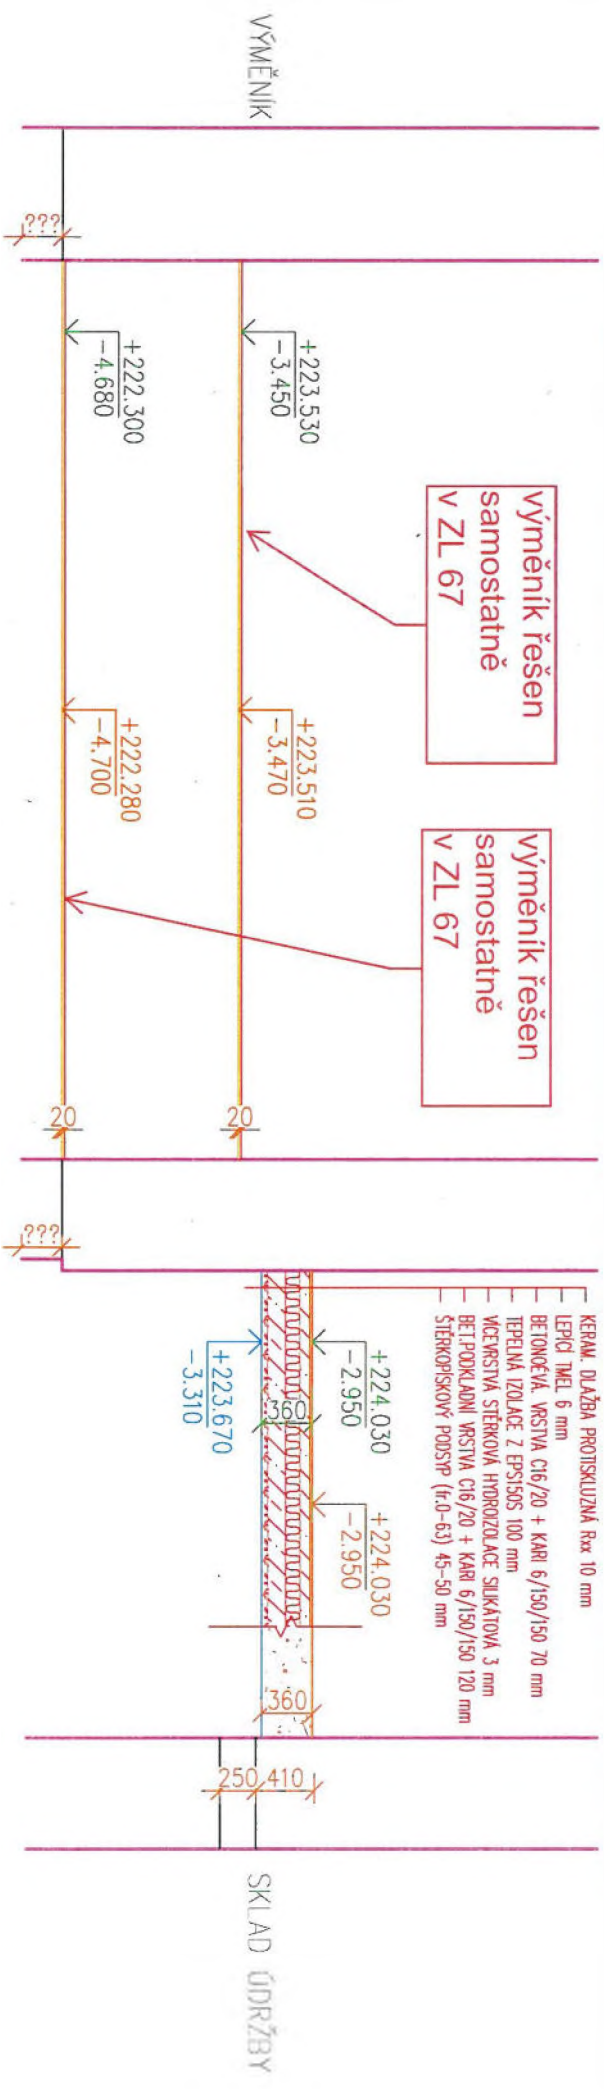 VÝMĚNÍK
???
+222.300
-4.680
+223.530
-3.450
výměník řešen
samostatně
v ZL 67
+222.280
-4.700
+223.510
-3.470
výměník řešen
samostatně
v ZL 67
20
20
???
KERAM. DLAŽBA PROTISKLUZNÁ Rxx 10 mm
LEPÍCÍ TMEL 6 mm
BETONOÉVÁ VRSTVA C16/20 + KARI 6/150/150 70 mm
TEPELNÁ IZOLACE Z EPS150S 100 mm
VÍCEVRSTVÁ STĚRKOVÁ HYDROIZOLACE SILIKÁTOVÁ 3 mm
BET.PODKLADNÍ VRSTVA C16/20 + KARI 6/150/150 120 mm
ŠTĚRKOPÍSKOVÝ PODSYP (fr.0-63) 45-50 mm
+224.030
-2.950
360
+223.670
-3.310
+224.030
-2.950
360
250
410
SKLAD ÚDRŽBY